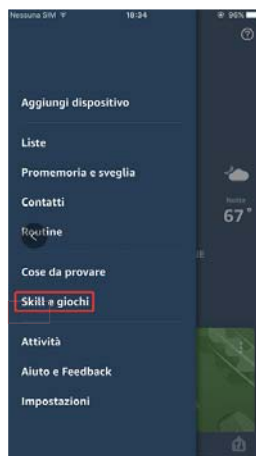 Nessuna SIM 18:34 96%
Aggiungi dispositivo
Liste
Promemoria e sveglia
Contatti
67°
Routine
Cose da provare
Skill e giochi
Attività
Aiuto e Feedback
Impostazioni